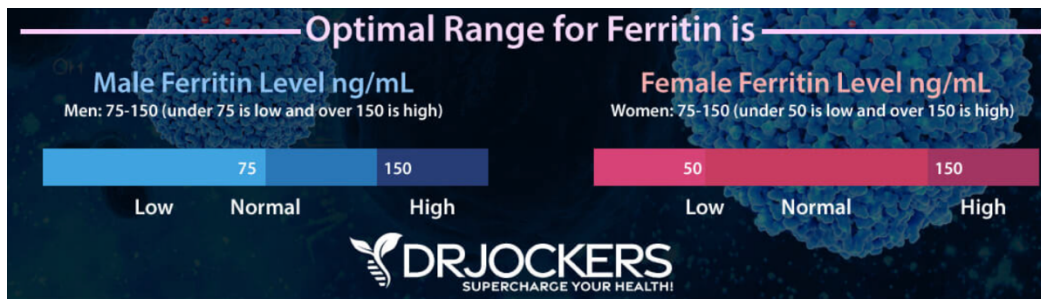 Optimal Range for Ferritin is
Male Ferritin Level ng/mL
Men: 75-150 (under 75 is low and over 150 is high)
75 150
Low Normal High
Female Ferritin Level ng/mL
Women: 75-150 (under 50 is low and over 150 is high)
50 150
Low Normal High
DRJOCKERS
SUPERCHARGE YOUR HEALTH!